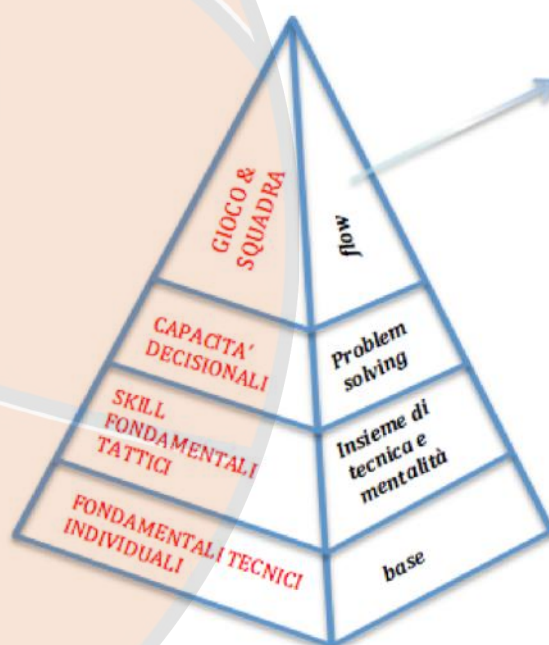 GIOCO &
SQUADRA
flow
CAPACITA'
DECISIONALI
Problem
solving
SKILL
FONDAMENTALI
TATTICI
Insieme di
tecnica e
mentalità
FONDAMENTALI TECNICI
INDIVIDUALI
base